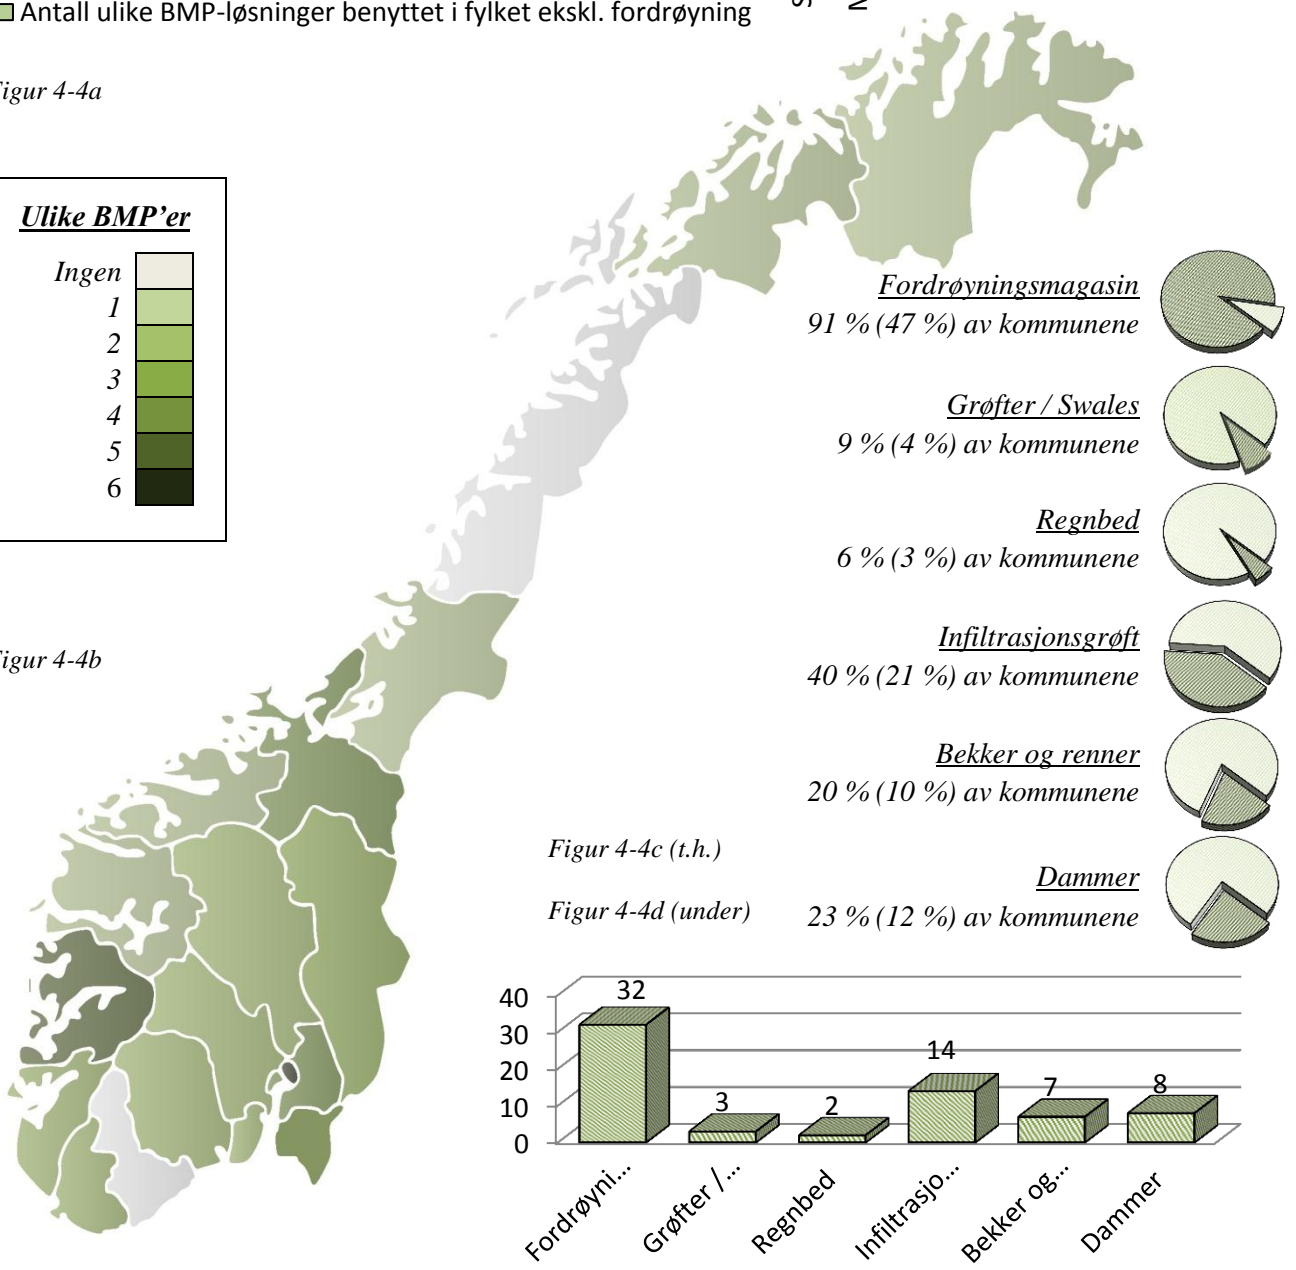 Antall ulike BMP-løsninger benyttet i fylket ekskl. fordrøyning
igur 4-4a
Ulike BMP’er
Ingen
1
2
3
4
5
6
igur 4-4b
Fordrøyningsmagasin
91 % (47 %) av kommunene
Grøfter / Swales
9 % (4 %) av kommunene
Regnbed
6 % (3 %) av kommunene
Infiltrasjonsgrøft
40 % (21 %) av kommunene
Bekker og renner
20 % (10 %) av kommunene
Dammer
23 % (12 %) av kommunene
Figur 4-4c (t.h.)
Figur 4-4d (under)
40
30
20
10
0
32
3
2
14
7
8
Fordrøyni...
Grøfter /...
Regnbed
Infiltrasjo...
Bekker og...
Dammer